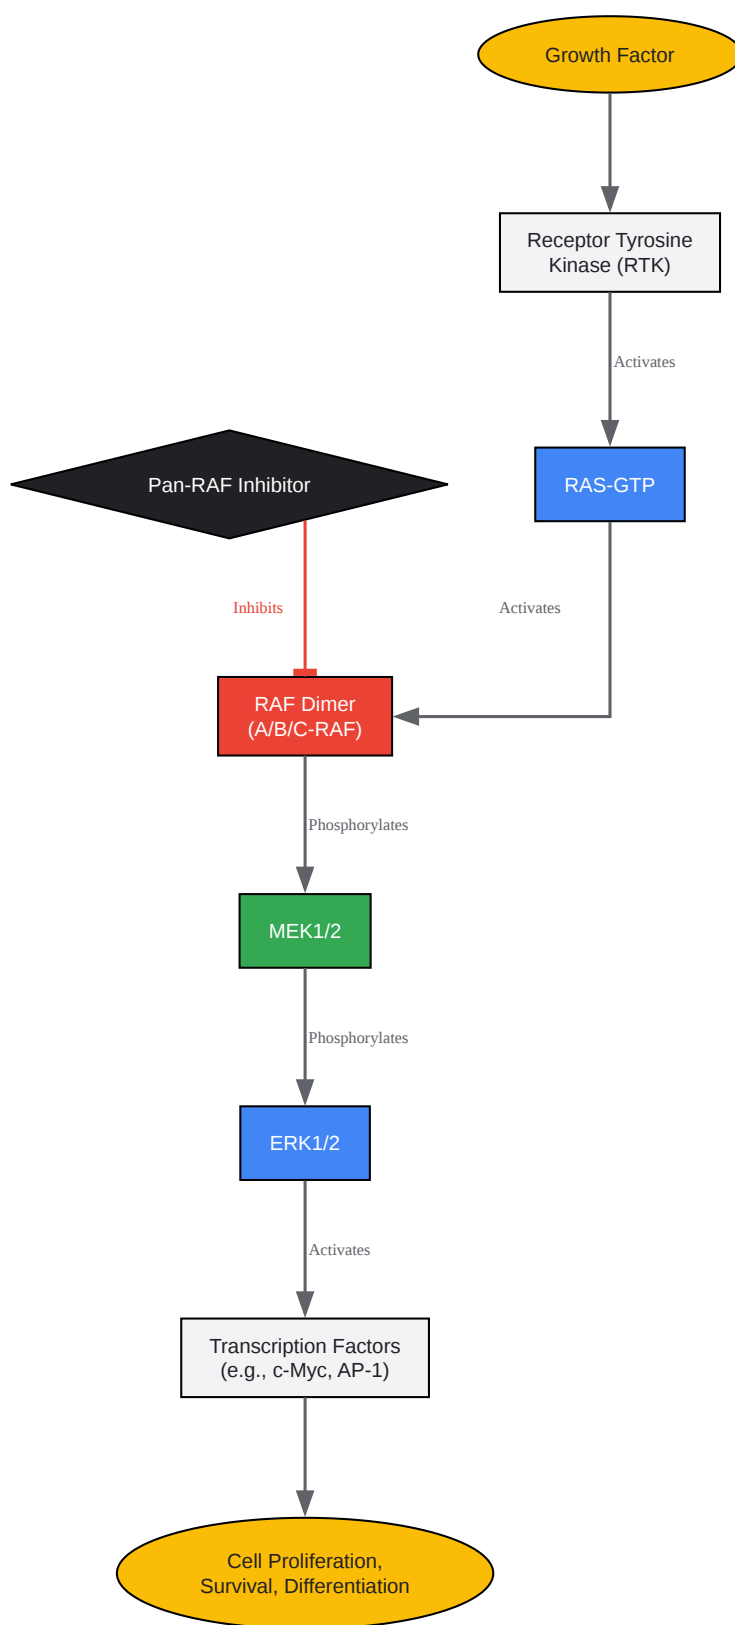 Growth Factor
Receptor Tyrosine
Kinase (RTK)
Activates
Pan-RAF Inhibitor
RAS-GTP
Inhibits
Activates
RAF Dimer
(A/B/C-RAF)
Phosphorylates
MEK1/2
Phosphorylates
ERK1/2
Activates
Transcription Factors
(e.g., c-Myc, AP-1)
Cell Proliferation,
Survival, Differentiation